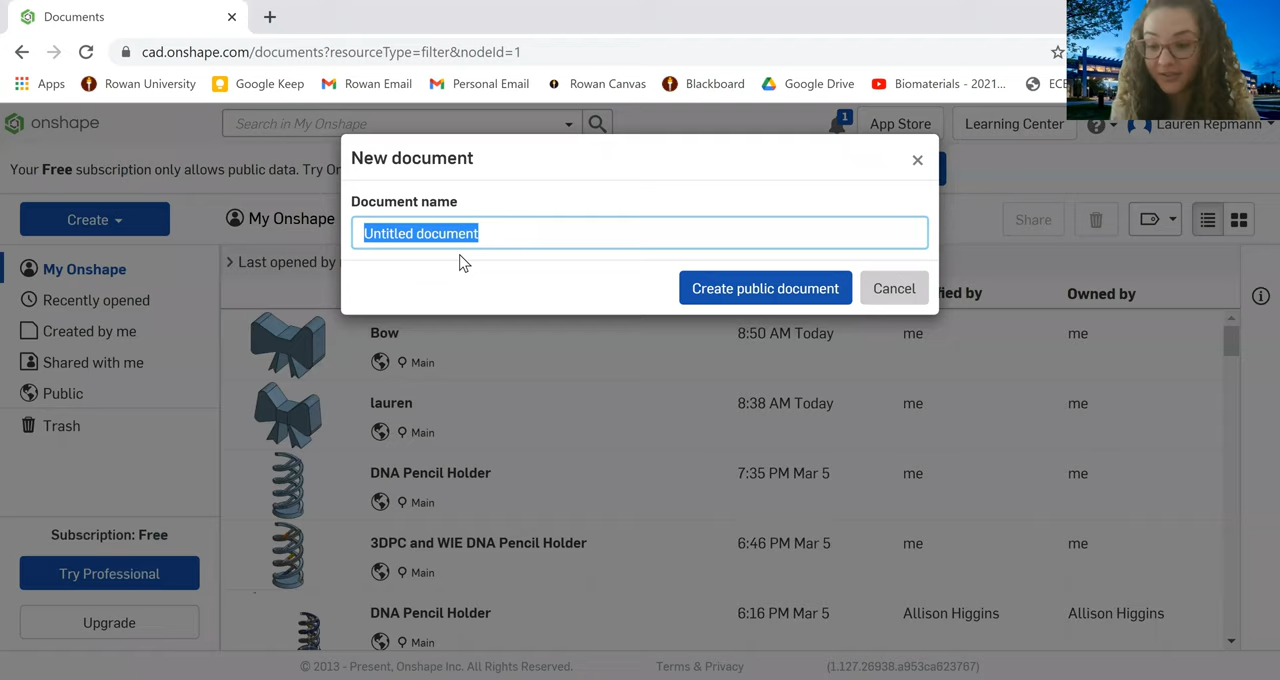 Documents
cad.onshape.com/documents?resourceType=filter&nodeId=1
Apps Rowan University Google Keep Rowan Email Personal Email Rowan Canvas Blackboard Google Drive Biomaterials - 2021...
onshape Search in My Onshape 1 App Store Learning Center Lauren Repmann
New document
Your Free subscription only allows public data. Try
Document name
Create My Onshape Share
Untitled document
My Onshape Last opened by
Create public document Cancel
Owned by
Recently opened
Created by me Bow 8:50 AM Today me me
Shared with me Main
Public
lauren 8:38 AM Today me me
Trash Main
DNA Pencil Holder 7:35 PM Mar 5 me me
Main
Subscription: Free
3DPC and WIE DNA Pencil Holder 6:46 PM Mar 5 me me
Try Professional Main
Upgrade DNA Pencil Holder 6:16 PM Mar 5 Allison Higgins Allison Higgins
Main
© 2013 - Present, Onshape Inc. All Rights Reserved. Terms & Privacy (1.127.26938.a953ca623767)